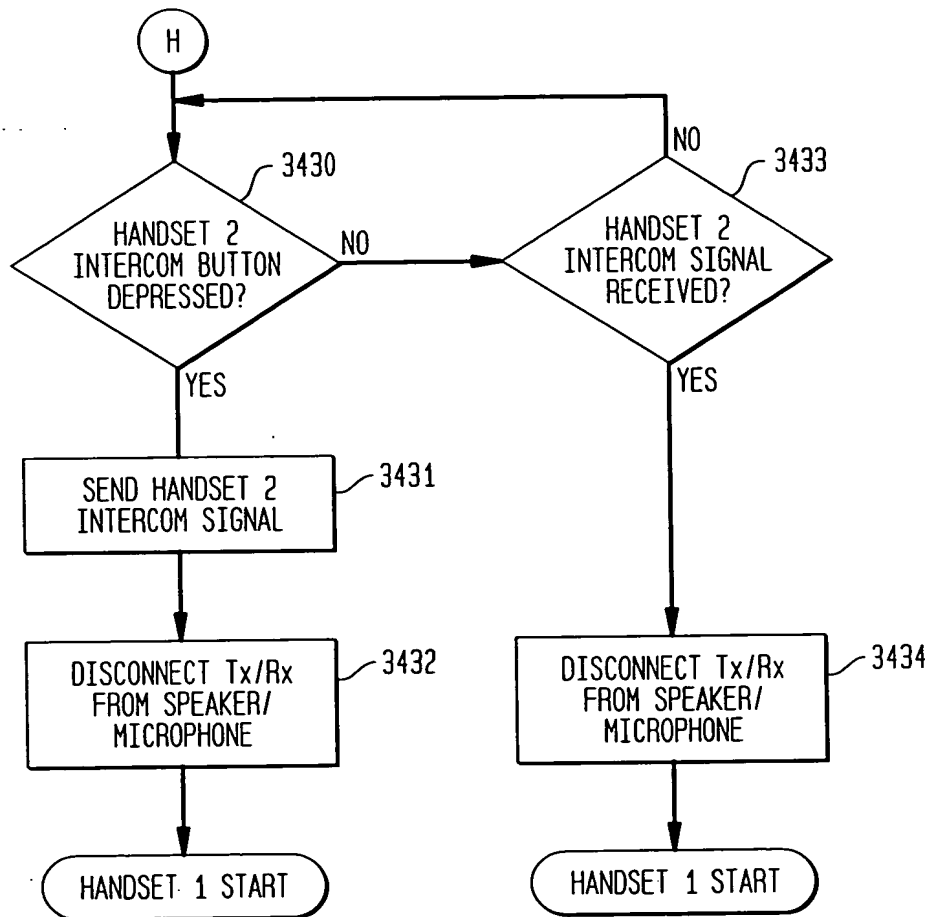 H
3430
HANDSET 2
INTERCOM BUTTON
DEPRESSED?
NO
YES
NO
3433
HANDSET 2
INTERCOM SIGNAL
RECEIVED?
YES
SEND HANDSET 2
INTERCOM SIGNAL
3431
DISCONNECT Tx/Rx
FROM SPEAKER/
MICROPHONE
3432
DISCONNECT Tx/Rx
FROM SPEAKER/
MICROPHONE
3434
HANDSET 1 START
HANDSET 1 START